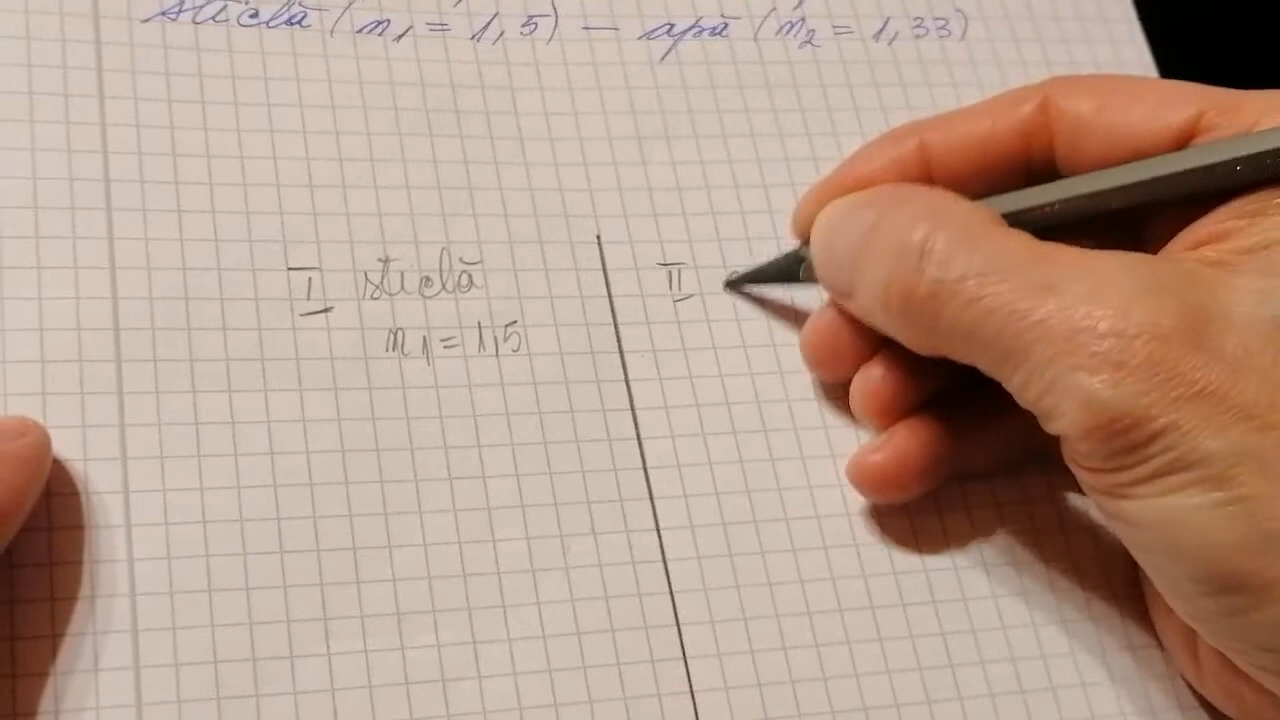 sticlă (n₁ = 1,5) – apă (n₂ = 1,33)
I sticlă II
n₁ = 1,5